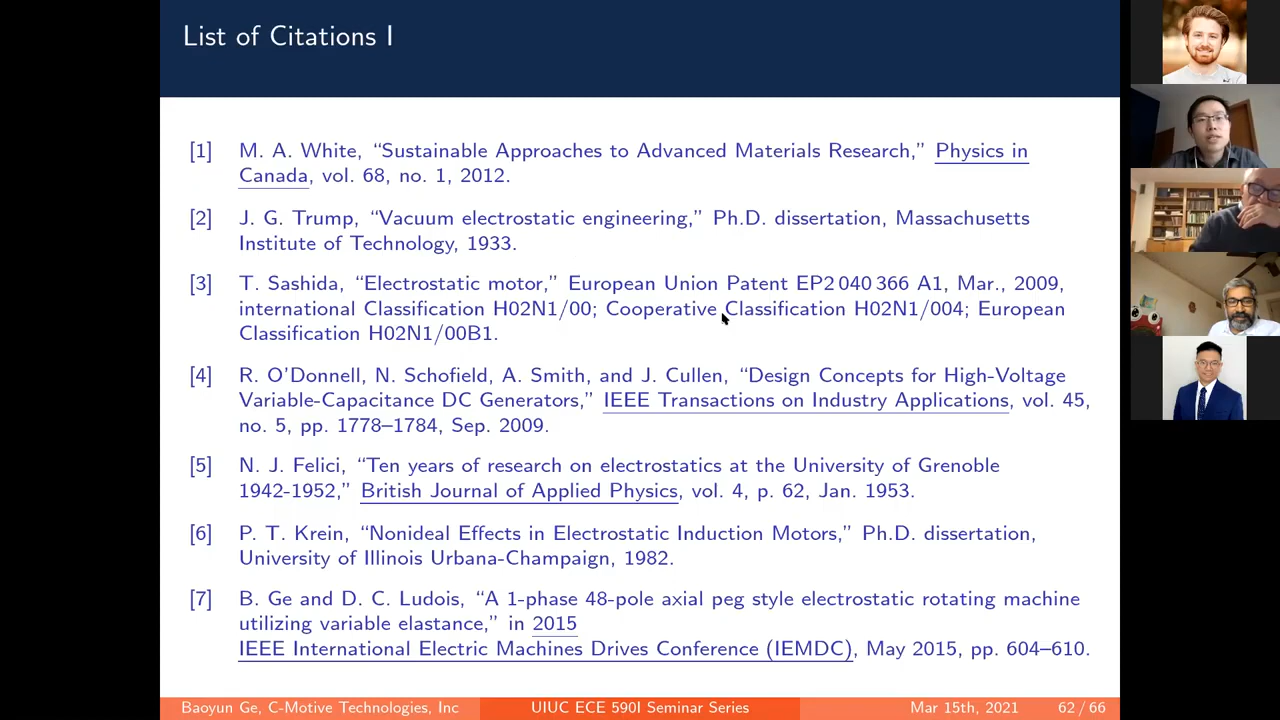 List of Citations I
[1] M. A. White, “Sustainable Approaches to Advanced Materials Research,” Physics in
Canada, vol. 68, no. 1, 2012.
[2] J. G. Trump, “Vacuum electrostatic engineering,” Ph.D. dissertation, Massachusetts
Institute of Technology, 1933.
[3] T. Sashida, “Electrostatic motor,” European Union Patent EP2 040 366 A1, Mar., 2009,
international Classification H02N1/00; Cooperative Classification H02N1/004; European
Classification H02N1/00B1.
[4] R. O’Donnell, N. Schofield, A. Smith, and J. Cullen, “Design Concepts for High-Voltage
Variable-Capacitance DC Generators,” IEEE Transactions on Industry Applications, vol. 45,
no. 5, pp. 1778–1784, Sep. 2009.
[5] N. J. Felici, “Ten years of research on electrostatics at the University of Grenoble
1942-1952,” British Journal of Applied Physics, vol. 4, p. 62, Jan. 1953.
[6] P. T. Krein, “Nonideal Effects in Electrostatic Induction Motors,” Ph.D. dissertation,
University of Illinois Urbana-Champaign, 1982.
[7] B. Ge and D. C. Ludois, “A 1-phase 48-pole axial peg style electrostatic rotating machine
utilizing variable elastance,” in 2015
IEEE International Electric Machines Drives Conference (IEMDC), May 2015, pp. 604–610.
Baoyun Ge, C-Motive Technologies, Inc UIUC ECE 590I Seminar Series Mar 15th, 2021 62 / 66